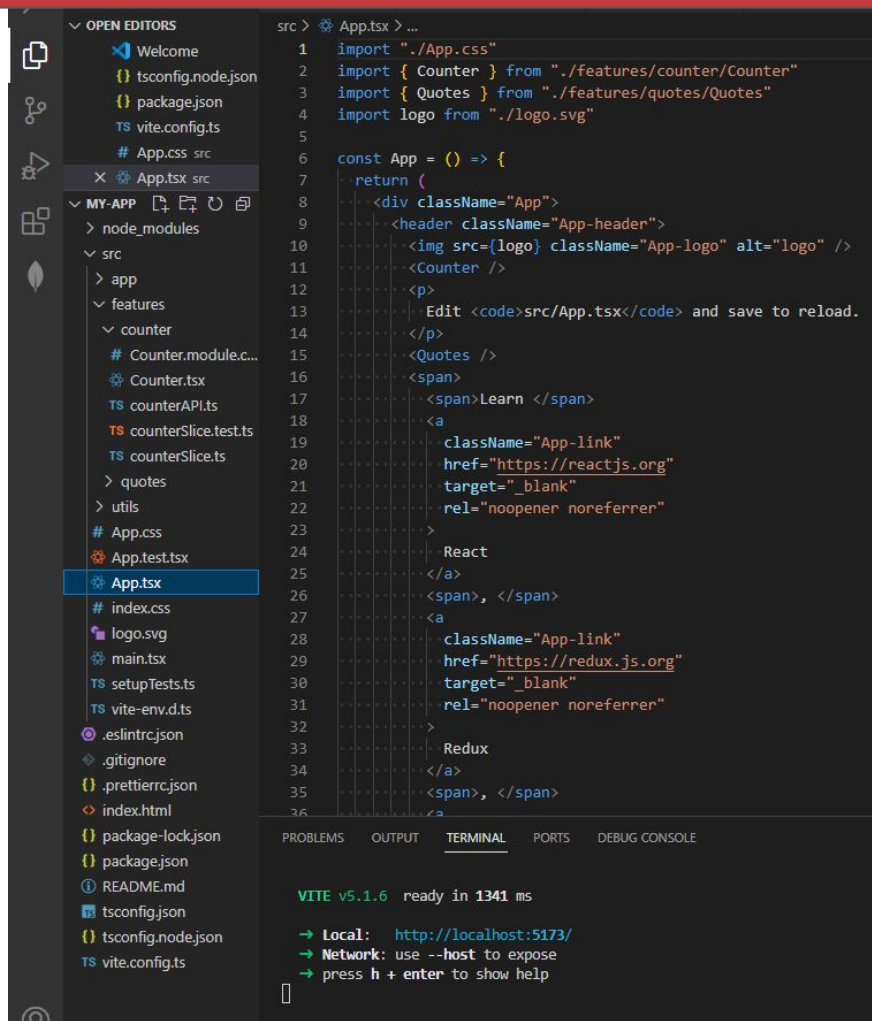 OPEN EDITORS
Welcome
{} tsconfig.node.json
{} package.json
TS vite.config.ts
# App.css src
App.tsx src
MY-APP
node_modules
src
app
features
counter
# Counter.module.c...
Counter.tsx
TS counterAPI.ts
TS counterSlice.test.ts
TS counterSlice.ts
quotes
utils
# App.css
App.test.tsx
App.tsx
# index.css
logo.svg
main.tsx
TS setupTests.ts
TS vite-env.d.ts
.eslintrc.json
.gitignore
{} .prettierrc.json
<> index.html
{} package-lock.json
{} package.json
README.md
TS tsconfig.json
{} tsconfig.node.json
TS vite.config.ts
src > App.tsx > ...
1 import "./App.css"
2 import { Counter } from "./features/counter/Counter"
3 import { Quotes } from "./features/quotes/Quotes"
4 import logo from "./logo.svg"
5
6 const App = () => {
7 return (
8 <div className="App">
9 <header className="App-header">
10 <img src={logo} className="App-logo" alt="logo" />
11 <Counter />
12 <p>
13 Edit <code>src/App.tsx</code> and save to reload.
14 </p>
15 <Quotes />
16 <span>
17 <span>Learn </span>
18 <a
19 className="App-link"
20 href="https://reactjs.org"
21 target="_blank"
22 rel="noopener noreferrer"
23 >
24 React
25 </a>
26 <span>, </span>
27 <a
28 className="App-link"
29 href="https://redux.js.org"
30 target="_blank"
31 rel="noopener noreferrer"
32 >
33 Redux
34 </a>
35 <span>, </span>
36 <a
PROBLEMS OUTPUT TERMINAL PORTS DEBUG CONSOLE
VITE v5.1.6 ready in 1341 ms
→ Local: http://localhost:5173/
→ Network: use --host to expose
→ press h + enter to show help